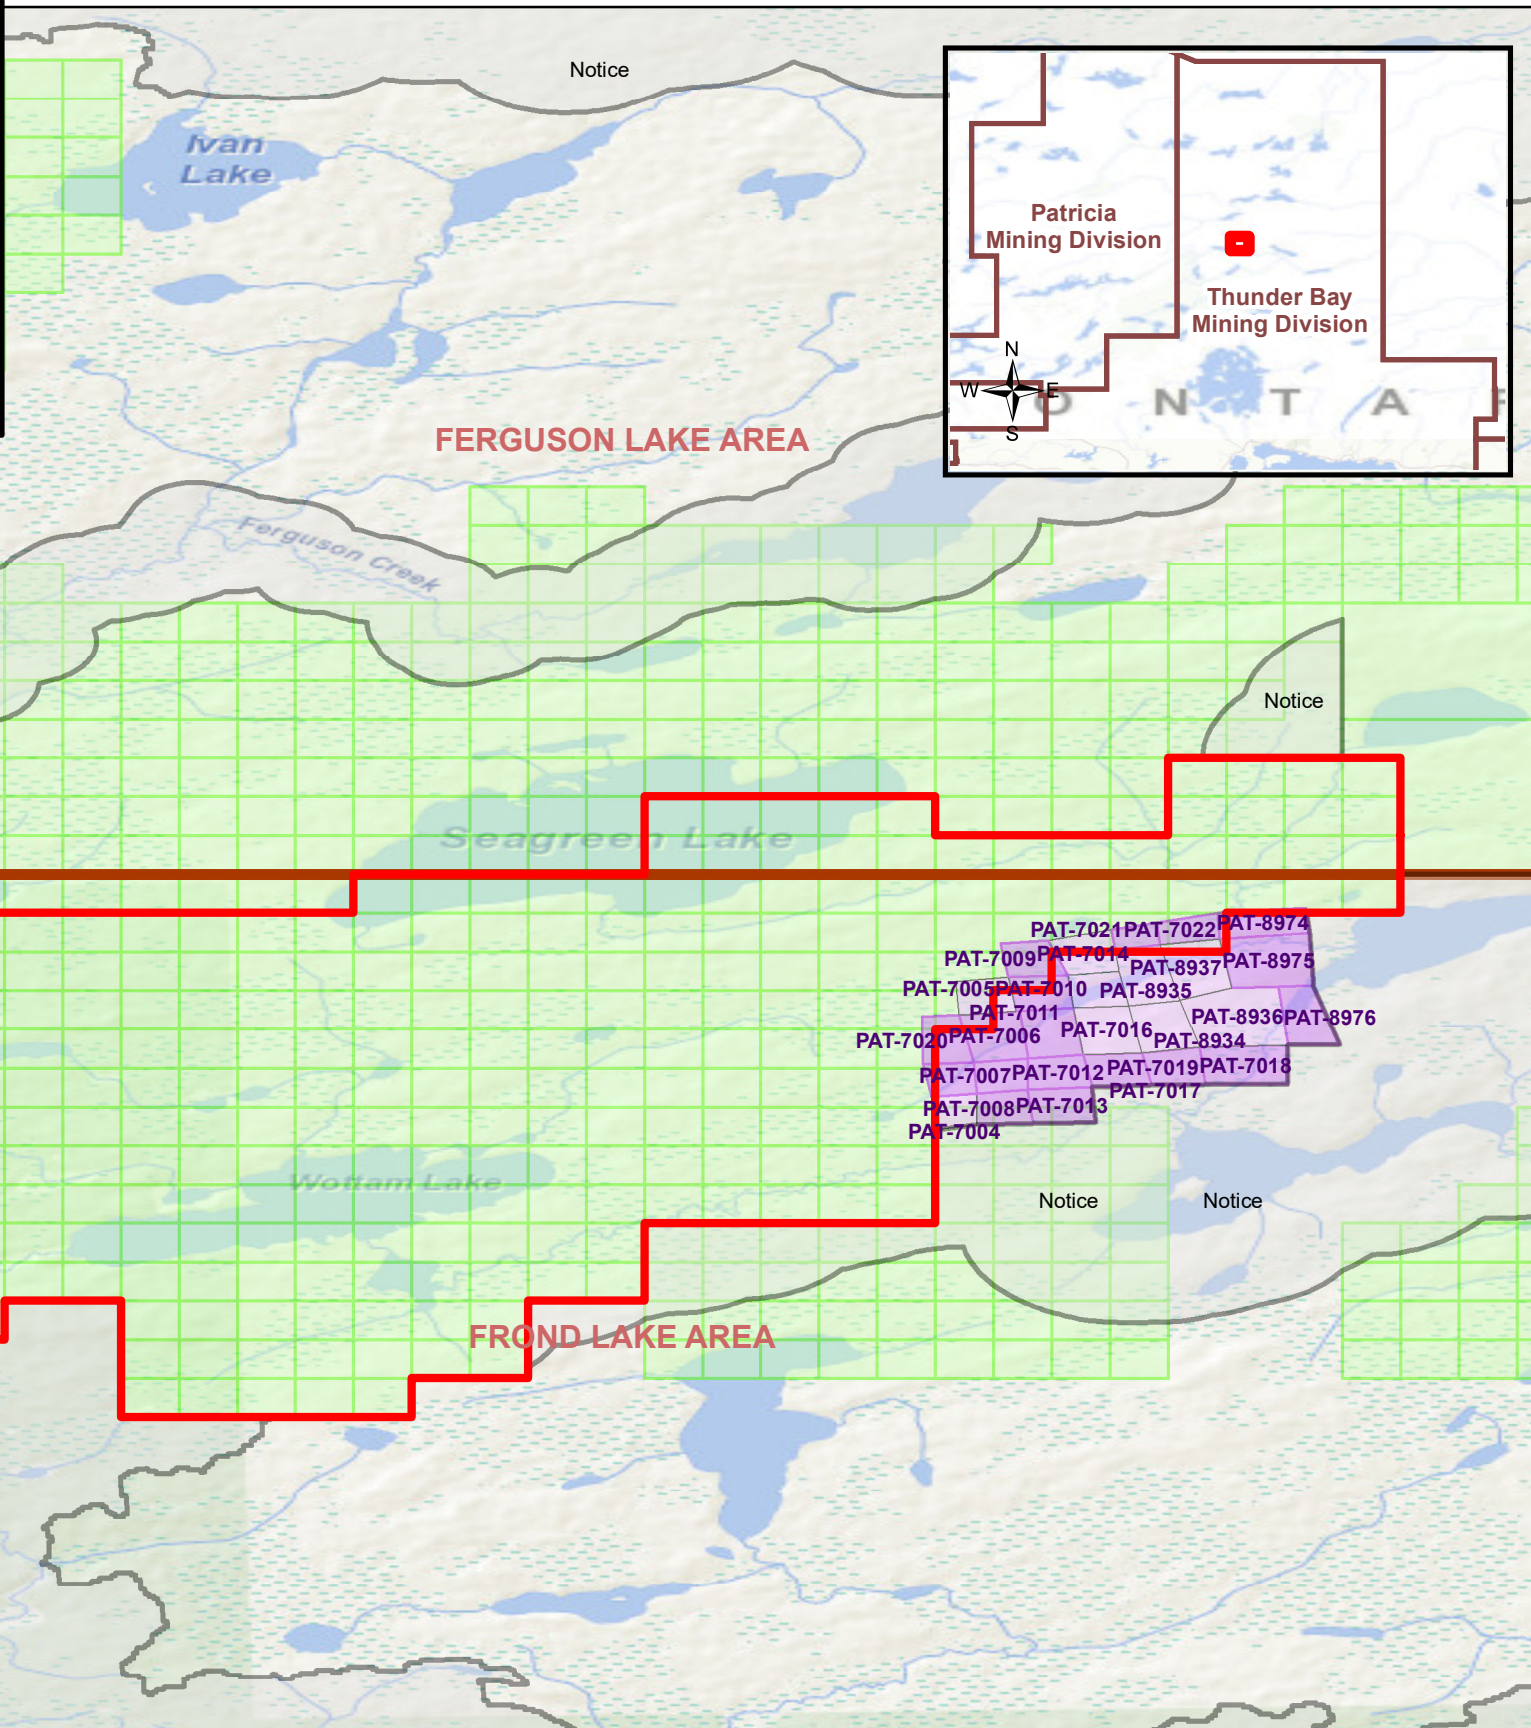 Notice
Ivan
Lake
Patricia
Mining Division
-
Thunder Bay
Mining Division
N
W E
S
O N T A
FERGUSON LAKE AREA
Ferguson Creek
Notice
Seagreen Lake
PAT-7021 PAT-7022 PAT-8974
PAT-7009 PAT-7014 PAT-8937 PAT-8975
PAT-7005 PAT-7010 PAT-8935
PAT-7011 PAT-8936 PAT-8976
PAT-7020 PAT-7006 PAT-7016 PAT-8934
PAT-7007 PAT-7012 PAT-7019 PAT-7018
PAT-7017
PAT-7008 PAT-7013
PAT-7004
Wottam Lake
Notice Notice
FROND LAKE AREA